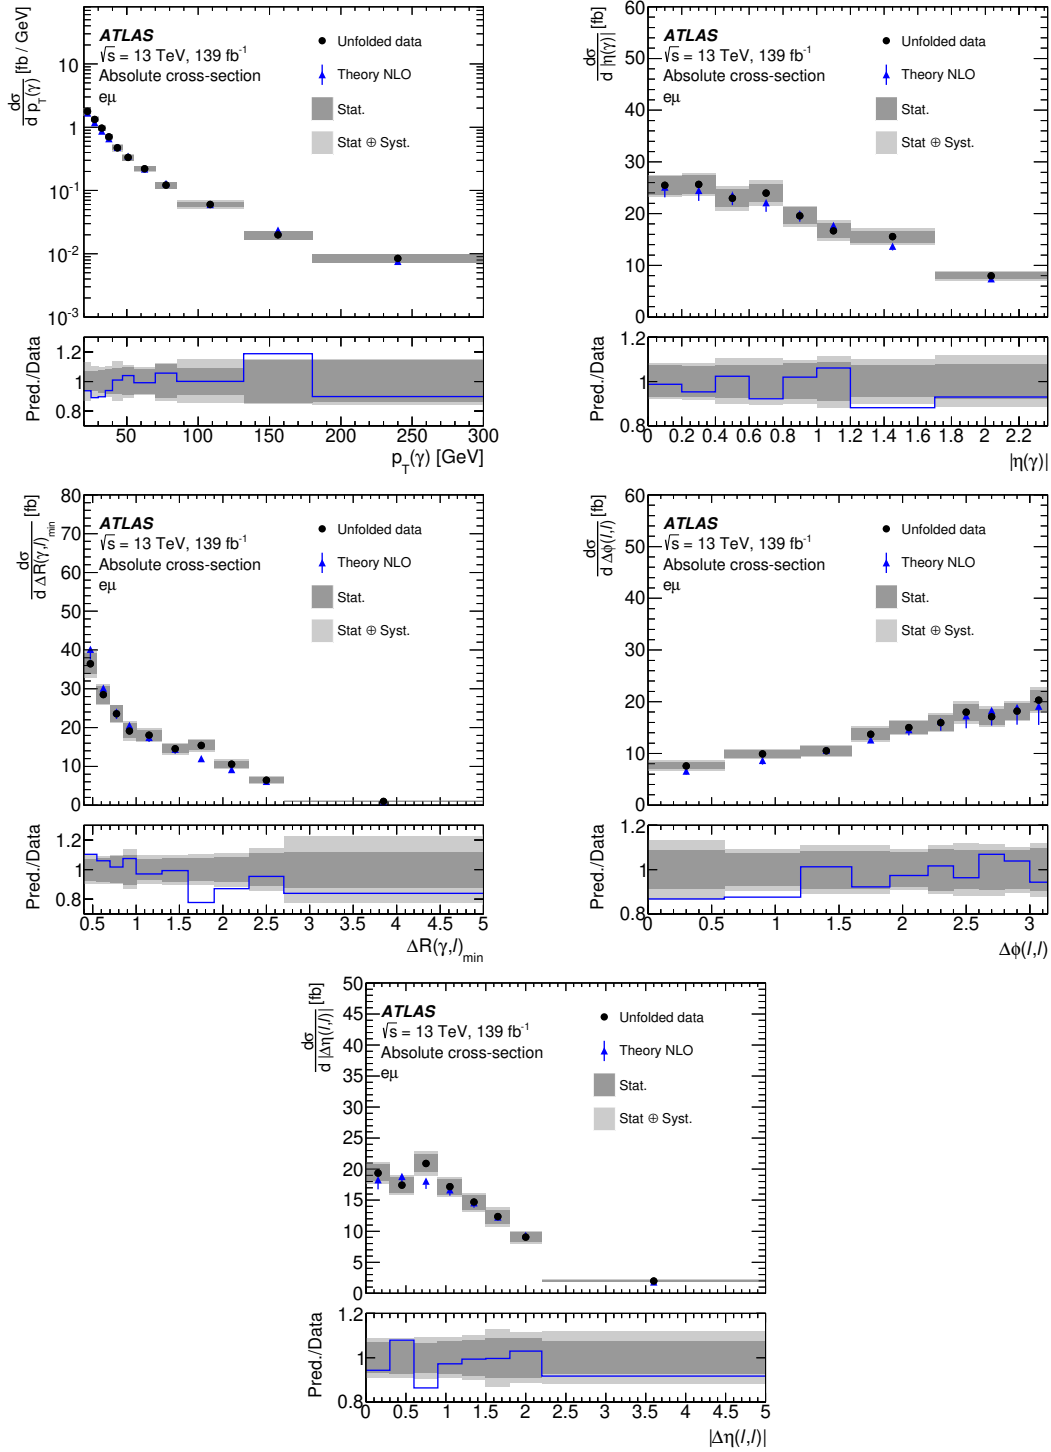 dσ
d p_T(γ) [fb / GeV]
ATLAS
√s = 13 TeV, 139 fb⁻¹
Absolute cross-section
eμ
Unfolded data
Theory NLO
Stat.
Stat ⊕ Syst.
10
1
10⁻¹
10⁻²
10⁻³
Pred./Data
1.2
1
0.8
50 100 150 200 250 300
p_T(γ) [GeV]
dσ
d |η(γ)| [fb]
ATLAS
√s = 13 TeV, 139 fb⁻¹
Absolute cross-section
eμ
Unfolded data
Theory NLO
Stat.
Stat ⊕ Syst.
60
50
40
30
20
10
0
Pred./Data
1.2
1
0.8
0 0.2 0.4 0.6 0.8 1 1.2 1.4 1.6 1.8 2 2.2
|η(γ)|
dσ
d ΔR(γ,l)_min [fb]
ATLAS
√s = 13 TeV, 139 fb⁻¹
Absolute cross-section
eμ
Unfolded data
Theory NLO
Stat.
Stat ⊕ Syst.
80
70
60
50
40
30
20
10
0
Pred./Data
1.2
1
0.8
0.5 1 1.5 2 2.5 3 3.5 4 4.5 5
ΔR(γ,l)_min
dσ
d Δϕ(l,l) [fb]
ATLAS
√s = 13 TeV, 139 fb⁻¹
Absolute cross-section
eμ
Unfolded data
Theory NLO
Stat.
Stat ⊕ Syst.
60
50
40
30
20
10
0
Pred./Data
1.2
1
0.8
0 0.5 1 1.5 2 2.5 3
Δϕ(l,l)
dσ
d |Δη(l,l)| [fb]
ATLAS
√s = 13 TeV, 139 fb⁻¹
Absolute cross-section
eμ
Unfolded data
Theory NLO
Stat.
Stat ⊕ Syst.
50
45
40
35
30
25
20
15
10
5
0
Pred./Data
1.2
1
0.8
0 0.5 1 1.5 2 2.5 3 3.5 4 4.5 5
|Δη(l,l)|